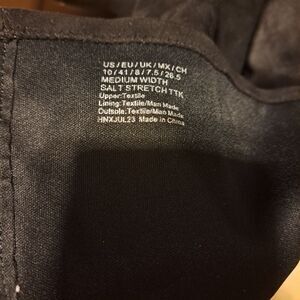 US/EU/UK/MX/CH
10/41/8/7.5/26.5
MEDIUM WIDTH
SALT STRETCH TTK
Upper:Textile
Lining:Textile/Man Made
Outsole:Textile/Man Made
HNXJUL23 Made in China